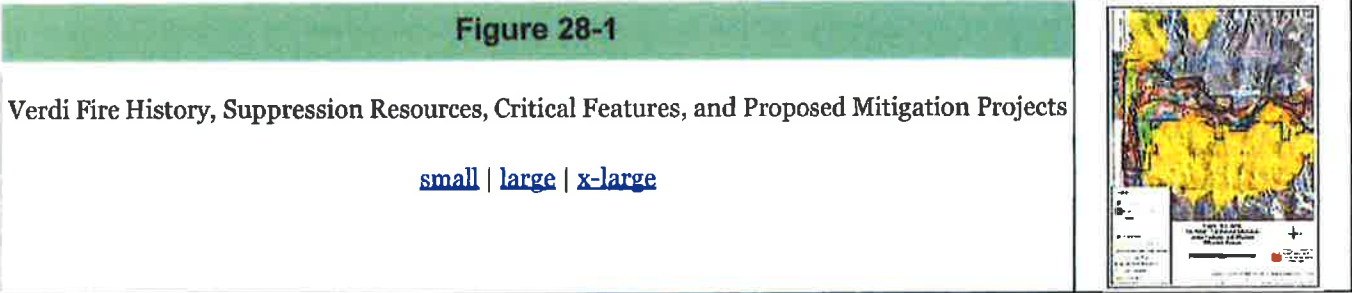 Figure 28-1
Verdi Fire History, Suppression Resources, Critical Features, and Proposed Mitigation Projects
small | large | x-large